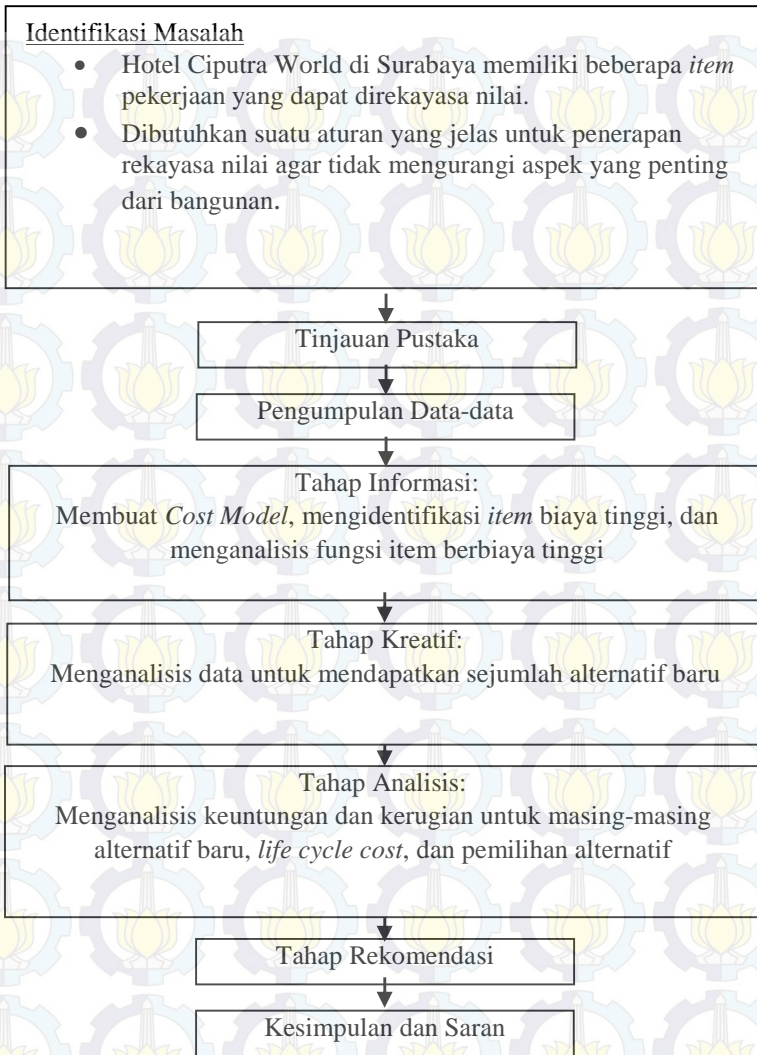 Identifikasi Masalah
• Hotel Ciputra World di Surabaya memiliki beberapa item
pekerjaan yang dapat direkayasa nilai.
• Dibutuhkan suatu aturan yang jelas untuk penerapan
rekayasa nilai agar tidak mengurangi aspek yang penting
dari bangunan.
Tinjauan Pustaka
Pengumpulan Data-data
Tahap Informasi:
Membuat Cost Model, mengidentifikasi item biaya tinggi, dan
menganalisis fungsi item berbiaya tinggi
Tahap Kreatif:
Menganalisis data untuk mendapatkan sejumlah alternatif baru
Tahap Analisis:
Menganalisis keuntungan dan kerugian untuk masing-masing
alternatif baru, life cycle cost, dan pemilihan alternatif
Tahap Rekomendasi
Kesimpulan dan Saran